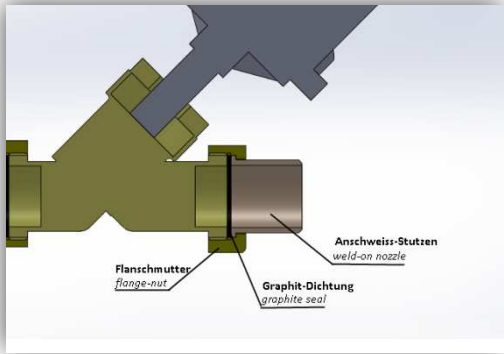 Anschweiss-Stutzen
weld-on nozzle
Flanschmutter
flange-nut
Graphit-Dichtung
graphite seal